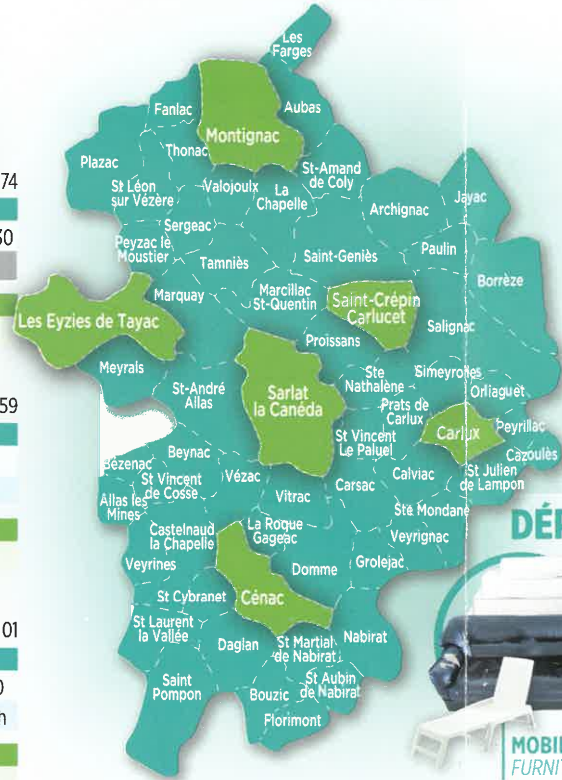 Les
Farges
Fanlac
Aubas
Montignac
Thonac
Plazac
74
St-Amand
de Coly
St Léon
sur Vézère
Valojoulx
La
Chapelle
Jayac
Archignac
30
Sergeac
Peyzac le
Moustier
Tamniès
Saint-Geniès
Paulin
Borrèze
Marquay
Marcillac
St-Quentin
Saint-Crépin
Carlucet
Les Eyzies de Tayac
Salignac
Proissans
Meyrals
Ste
Nathalène
Simeyrolles
Orliaguet
St-André
Allas
Sarlat
la Canéda
59
Prats de
Carlux
Carlux
Peyrillac
St Vincent
Le Paluel
Beynac
Cazoulès
Bézenac
Vézac
Calviac
St Julien
de Lampon
St Vincent
de Cosse
Carsac
Vitrac
Allas les
Mines
Ste Mondane
Castelnaud
la Chapelle
La Roque
Gageac
Veyrignac
DÉP
Veyrines
Domme
Grolejac
St Cybranet
Cénac
01
St Laurent
la Vallée
Daglan
St Martial
de Nabirat
Nabirat
Saint
Pompon
St Aubin
de Nabirat
Bouzic
h
Florimont
MOBIL
FURNIT